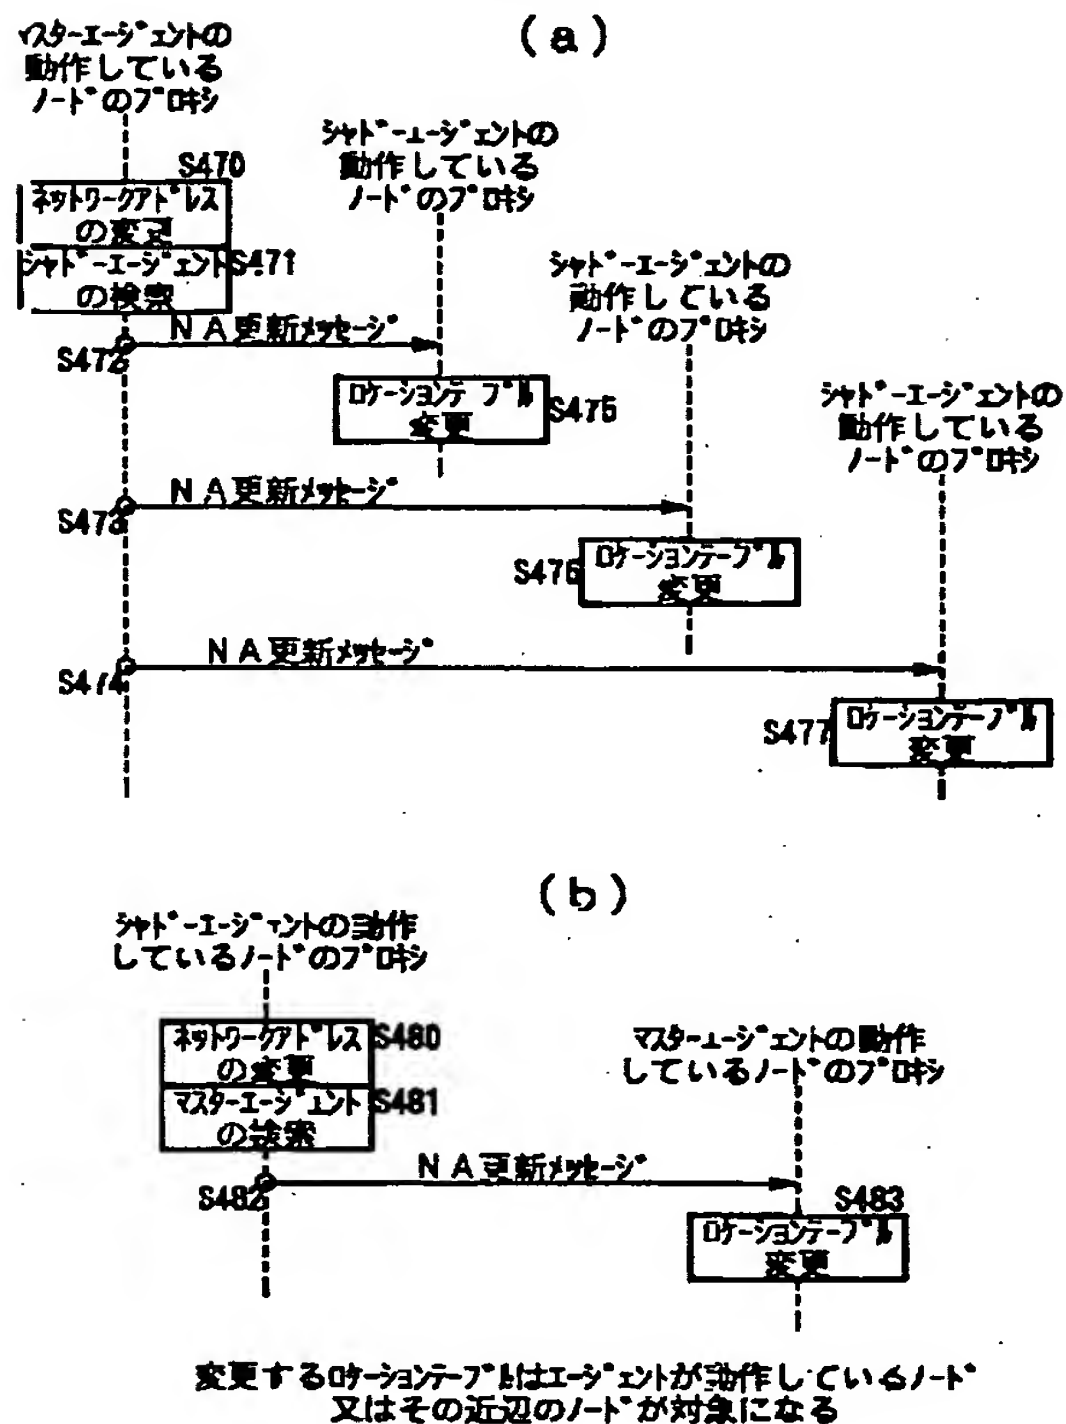 (a)
マスターエージェントの
動作している
ノードのプロキシ
シャドーエージェントの
動作している
ノードのプロキシ
シャドーエージェントの
動作している
ノードのプロキシ
シャドーエージェントの
動作している
ノードのプロキシ
S470
ネットワークアドレス
の変更
シャドーエージェント
S471
の検索
NA更新メッセージ
S472
ロケーションテーブル
変更
S475
NA更新メッセージ
S473
ロケーションテーブル
変更
S476
NA更新メッセージ
S474
ロケーションテーブル
変更
S477
(b)
シャドーエージェントの動作
しているノードのプロキシ
ネットワークアドレス
の変更
S480
マスターエージェント
の検索
S481
マスターエージェントの動作
しているノードのプロキシ
NA更新メッセージ
S482
S483
ロケーションテーブル
変更
変更するロケーションテーブルはエージェントが動作しているノード
又はその近辺のノードが対象になる